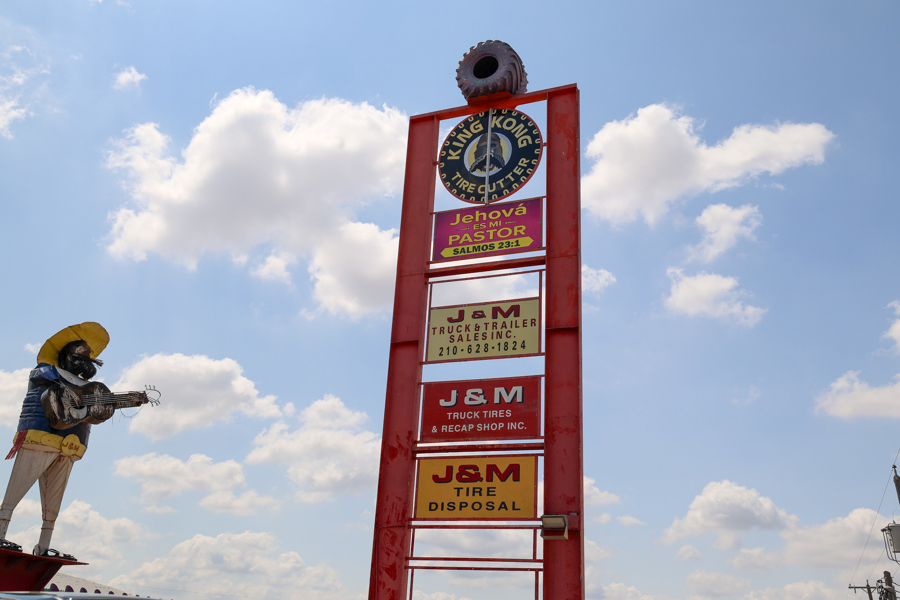 KING KONG
TIRE CUTTER
Jehová
ES MI
PASTOR
SALMOS 23:1
J&M
TRUCK & TRAILER
SALES INC.
210-628-1824
J&M
TRUCK TIRES
& RECAP SHOP INC.
J&M
TIRE
DISPOSAL
J&M